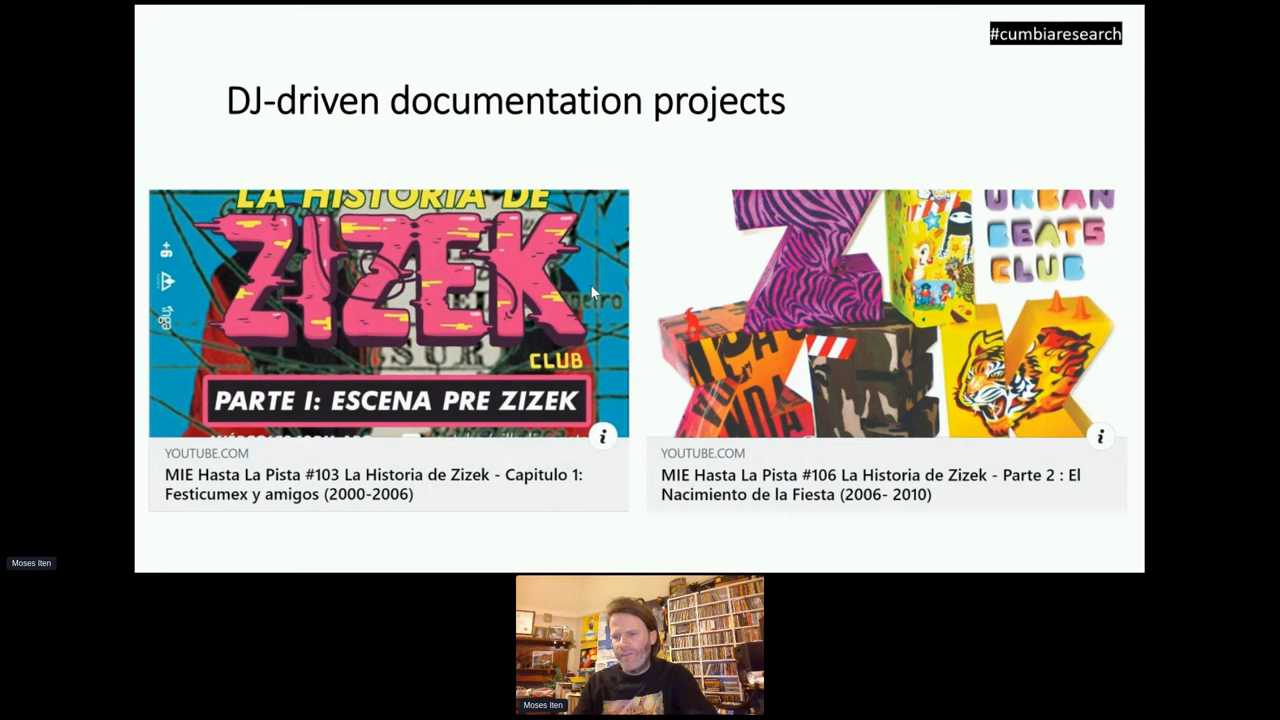 #cumbiaresearch
DJ-driven documentation projects
LA HISTORIA DE
ZIZEK
CLUB
PARTE I: ESCENA PRE ZIZEK
URBAN
BEATS
CLUB
YOUTUBE.COM
MIE Hasta La Pista #103 La Historia de Zizek - Capitulo 1:
Festicumex y amigos (2000-2006)
YOUTUBE.COM
MIE Hasta La Pista #106 La Historia de Zizek - Parte 2 : El
Nacimiento de la Fiesta (2006- 2010)
Moses Iten
Moses Iten